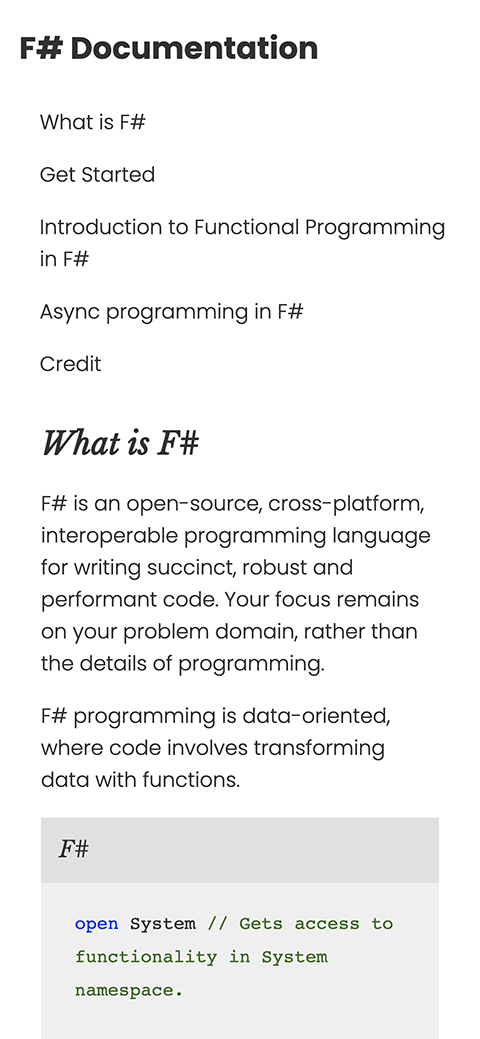 F# Documentation
What is F#
Get Started
Introduction to Functional Programming
in F#
Async programming in F#
Credit
What is F#
F# is an open-source, cross-platform,
interoperable programming language
for writing succinct, robust and
performant code. Your focus remains
on your problem domain, rather than
the details of programming.
F# programming is data-oriented,
where code involves transforming
data with functions.
F#
open System // Gets access to
functionality in System
namespace.